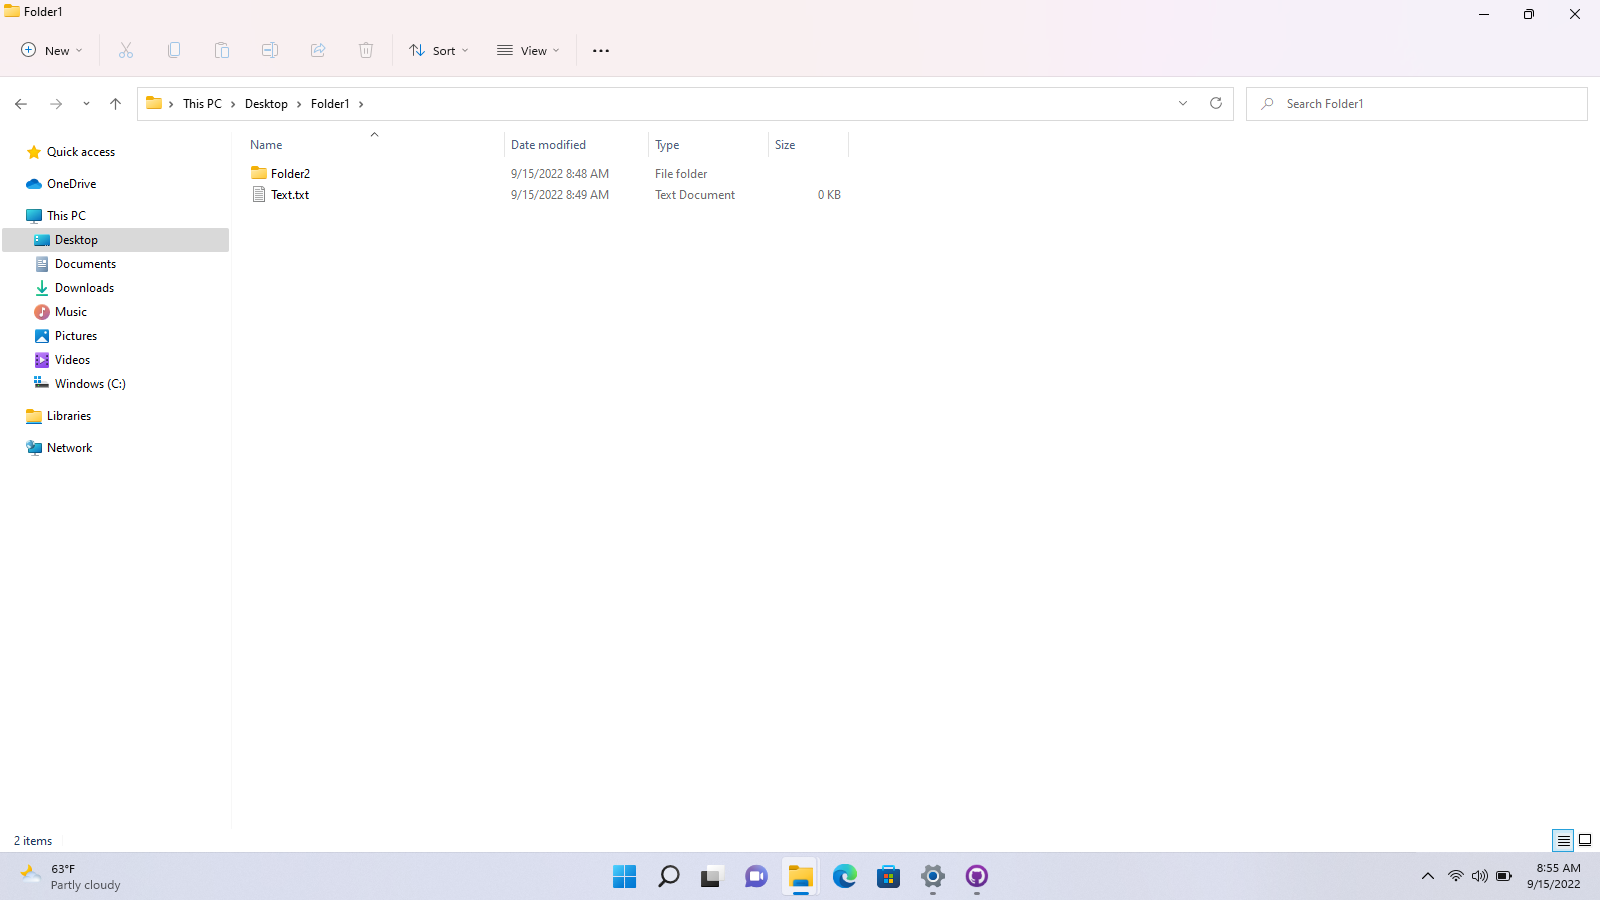 Folder1
New
Sort
View
This PC
Desktop
Folder1
Search Folder1
Quick access
OneDrive
This PC
Desktop
Documents
Downloads
Music
Pictures
Videos
Windows (C:)
Libraries
Network
Name Date modified Type Size
Folder2 9/15/2022 8:48 AM File folder
Text.txt 9/15/2022 8:49 AM Text Document 0 KB
2 items
63°F
Partly cloudy
8:55 AM
9/15/2022